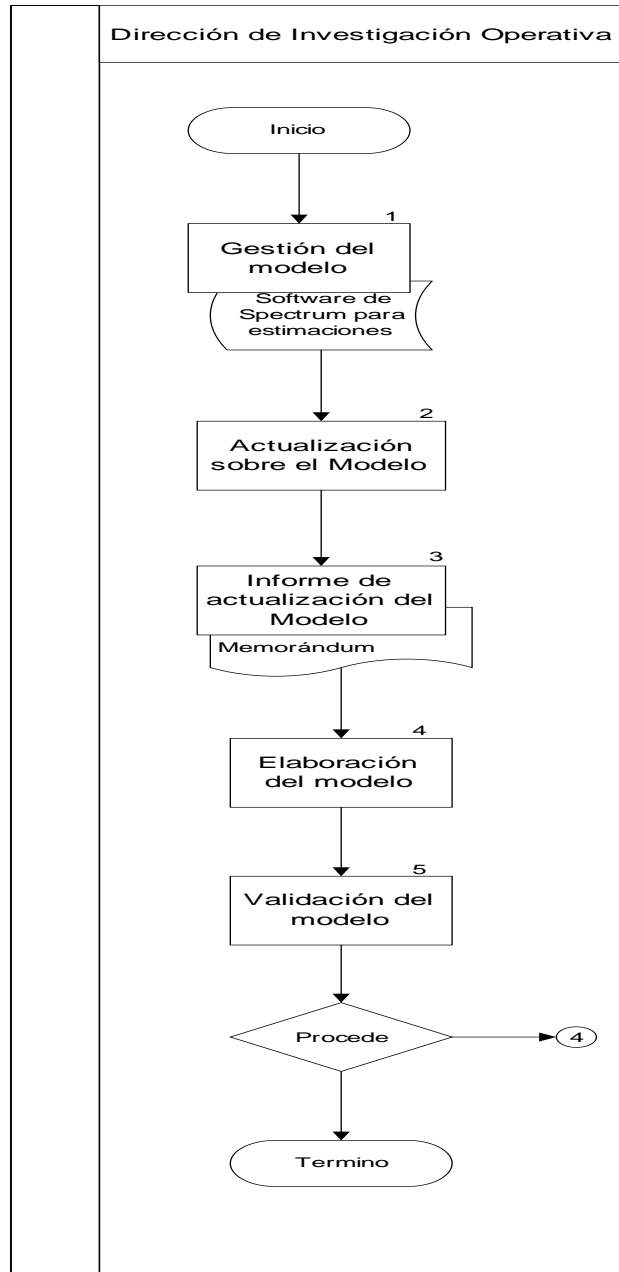 Dirección de Investigación Operativa
Inicio
1
Gestión del
modelo
Software de
Spectrum para
estimaciones
2
Actualización
sobre el Modelo
3
Informe de
actualización del
Modelo
Memorándum
4
Elaboración
del modelo
5
Validación del
modelo
Procede
4
Termino